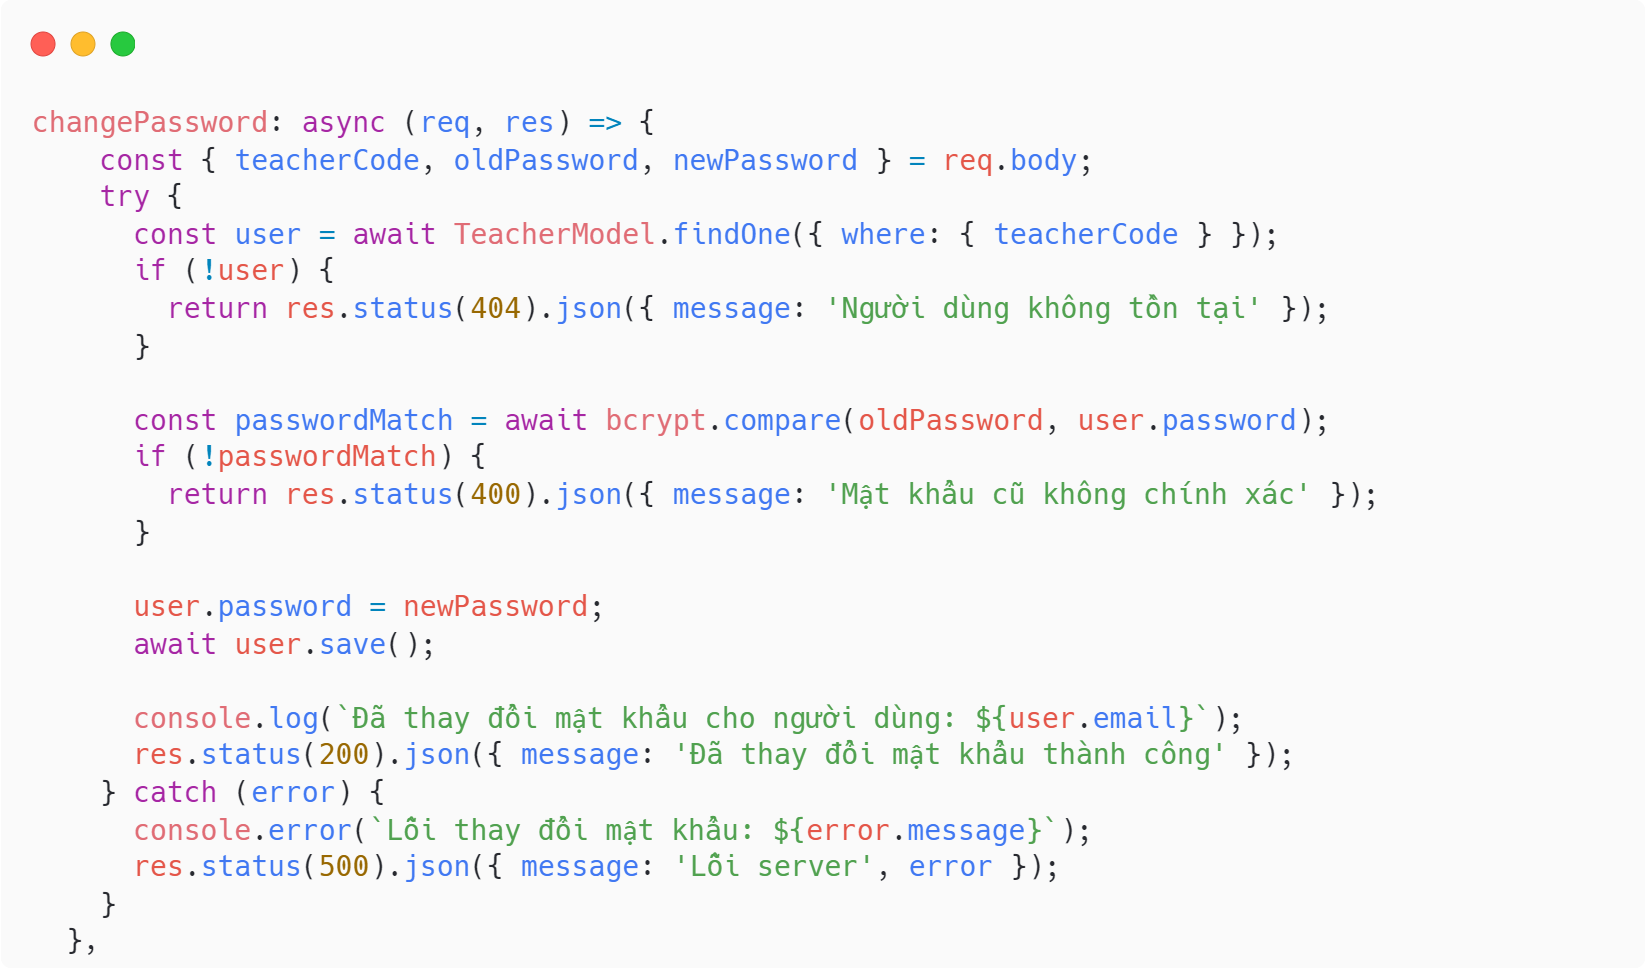 changePassword: async (req, res) => {
    const { teacherCode, oldPassword, newPassword } = req.body;
    try {
      const user = await TeacherModel.findOne({ where: { teacherCode } });
      if (!user) {
        return res.status(404).json({ message: 'Người dùng không tồn tại' });
      }

      const passwordMatch = await bcrypt.compare(oldPassword, user.password);
      if (!passwordMatch) {
        return res.status(400).json({ message: 'Mật khẩu cũ không chính xác' });
      }

      user.password = newPassword;
      await user.save();

      console.log(`Đã thay đổi mật khẩu cho người dùng: ${user.email}`);
      res.status(200).json({ message: 'Đã thay đổi mật khẩu thành công' });
    } catch (error) {
      console.error(`Lỗi thay đổi mật khẩu: ${error.message}`);
      res.status(500).json({ message: 'Lỗi server', error });
    }
  },